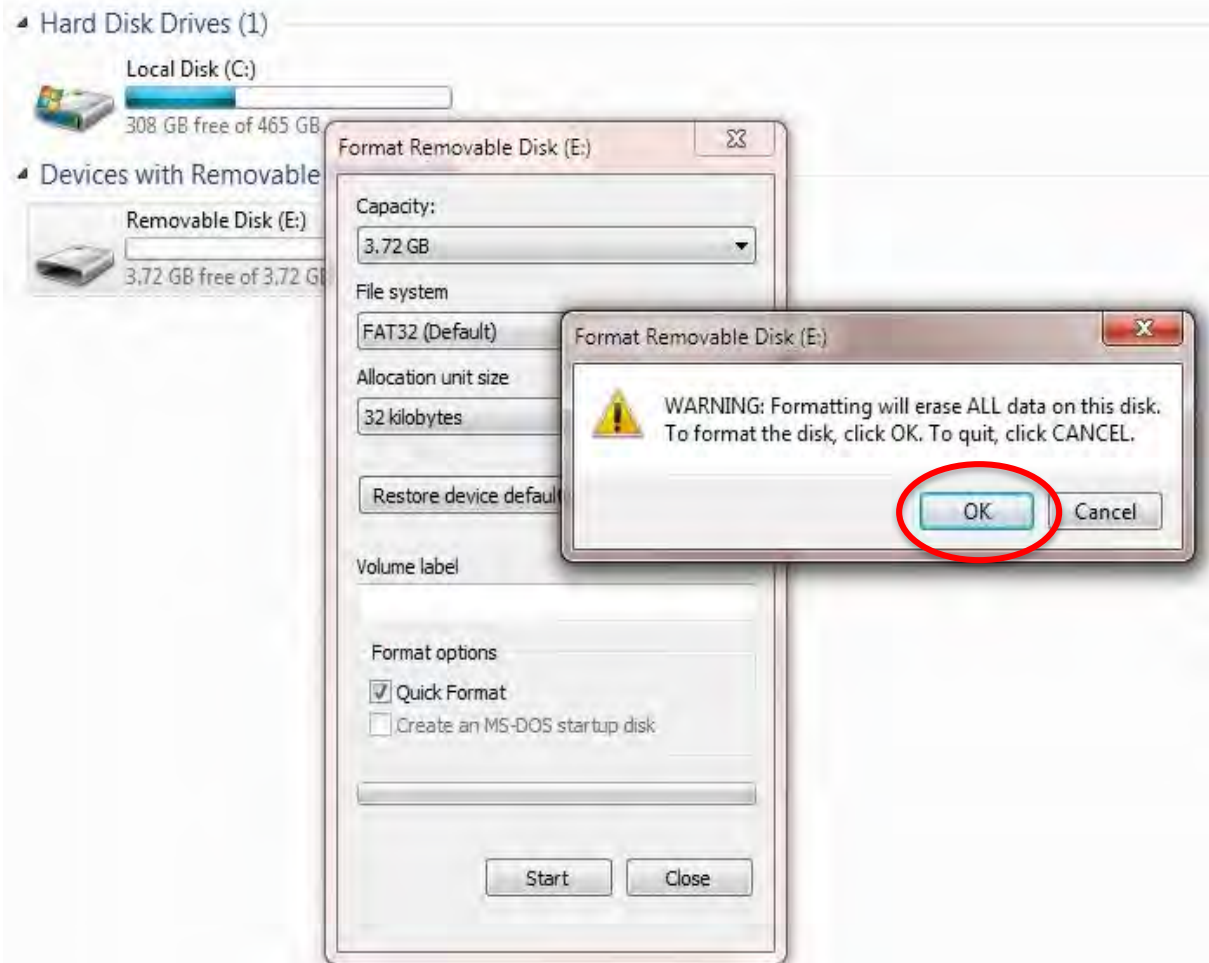 Hard Disk Drives (1)
Local Disk (C:)
308 GB free of 465 GB
Devices with Removable
Removable Disk (E:)
3.72 GB free of 3.72 G
Format Removable Disk (E:)
Capacity:
3.72 GB
File system
FAT32 (Default)
Allocation unit size
32 kilobytes
Restore device defaul
Volume label
Format options
Quick Format
Create an MS-DOS startup disk
Start Close
Format Removable Disk (E:)
WARNING: Formatting will erase ALL data on this disk.
To format the disk, click OK. To quit, click CANCEL.
OK Cancel